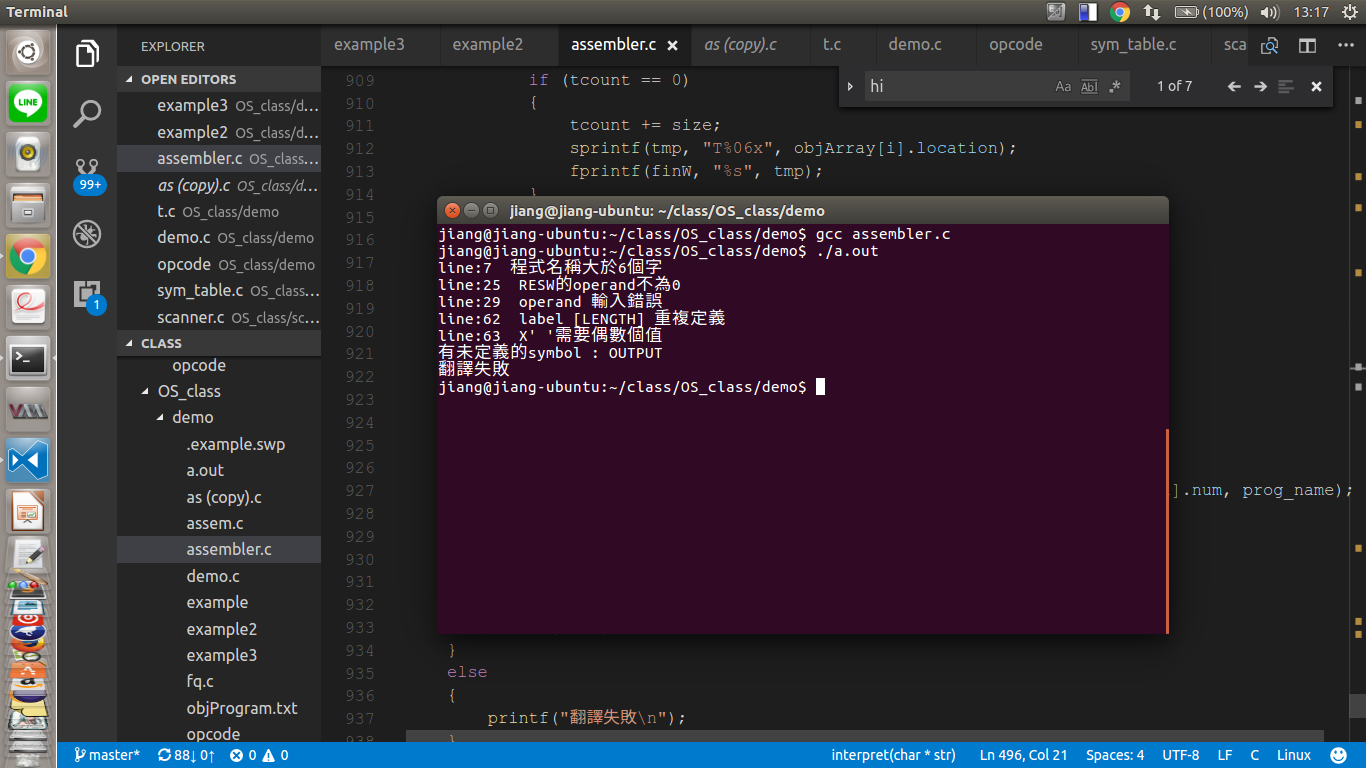 Terminal
(100%)
13:17
EXPLORER
OPEN EDITORS
example3 OS_class/d...
example2 OS_class/d...
assembler.c OS_class...
as (copy).c OS_class/d...
t.c OS_class/demo
demo.c OS_class/demo
opcode OS_class/demo
sym_table.c OS_class...
scanner.c OS_class/sc...
CLASS
opcode
OS_class
demo
.example.swp
a.out
as (copy).c
assem.c
assembler.c
demo.c
example
example2
example3
fq.c
objProgram.txt
opcode
LINE
99+
1
example3
example2
assembler.c
as (copy).c
t.c
demo.c
opcode
sym_table.c
sca
hi
Aa
Abl
.*
1 of 7
909 if (tcount == 0)
910 {
911 tcount += size;
912 sprintf(tmp, "T%06x", objArray[i].location);
913 fprintf(finW, "%s", tmp);
914 }
915
916
917
918
919
920
921
922
923
924
925
926
927 ].num, prog_name);
928
929
930
931
932
933
934 }
935 else
936 {
937 printf("翻譯失敗\n");
938 }
jiang@jiang-ubuntu: ~/class/OS_class/demo
jiang@jiang-ubuntu:~/class/OS_class/demo$ gcc assembler.c
jiang@jiang-ubuntu:~/class/OS_class/demo$ ./a.out
line:7 程式名稱大於6個字
line:25 RESW的operand不為0
line:29 operand 輸入錯誤
line:62 label [LENGTH] 重複定義
line:63 X' '需要偶數個值
有未定義的symbol : OUTPUT
翻譯失敗
jiang@jiang-ubuntu:~/class/OS_class/demo$
master*
88↓ 0↑
0
0
interpret(char * str)
Ln 496, Col 21
Spaces: 4
UTF-8
LF
C
Linux